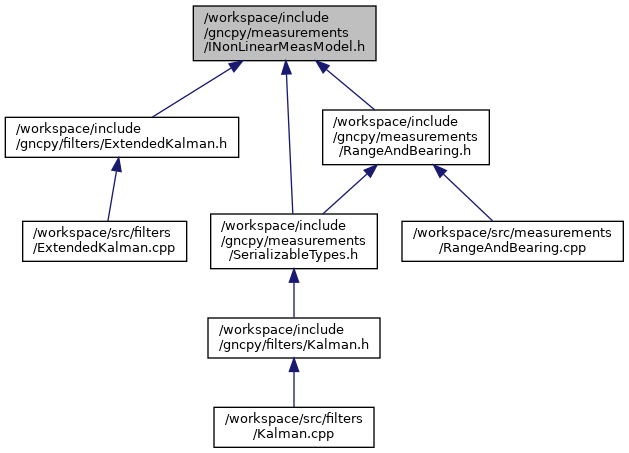 /workspace/include
/gncpy/measurements
/INonLinearMeasModel.h
/workspace/include
/gncpy/filters/ExtendedKalman.h
/workspace/include
/gncpy/measurements
/RangeAndBearing.h
/workspace/src/filters
/ExtendedKalman.cpp
/workspace/include
/gncpy/measurements
/SerializableTypes.h
/workspace/src/measurements
/RangeAndBearing.cpp
/workspace/include
/gncpy/filters/Kalman.h
/workspace/src/filters
/Kalman.cpp